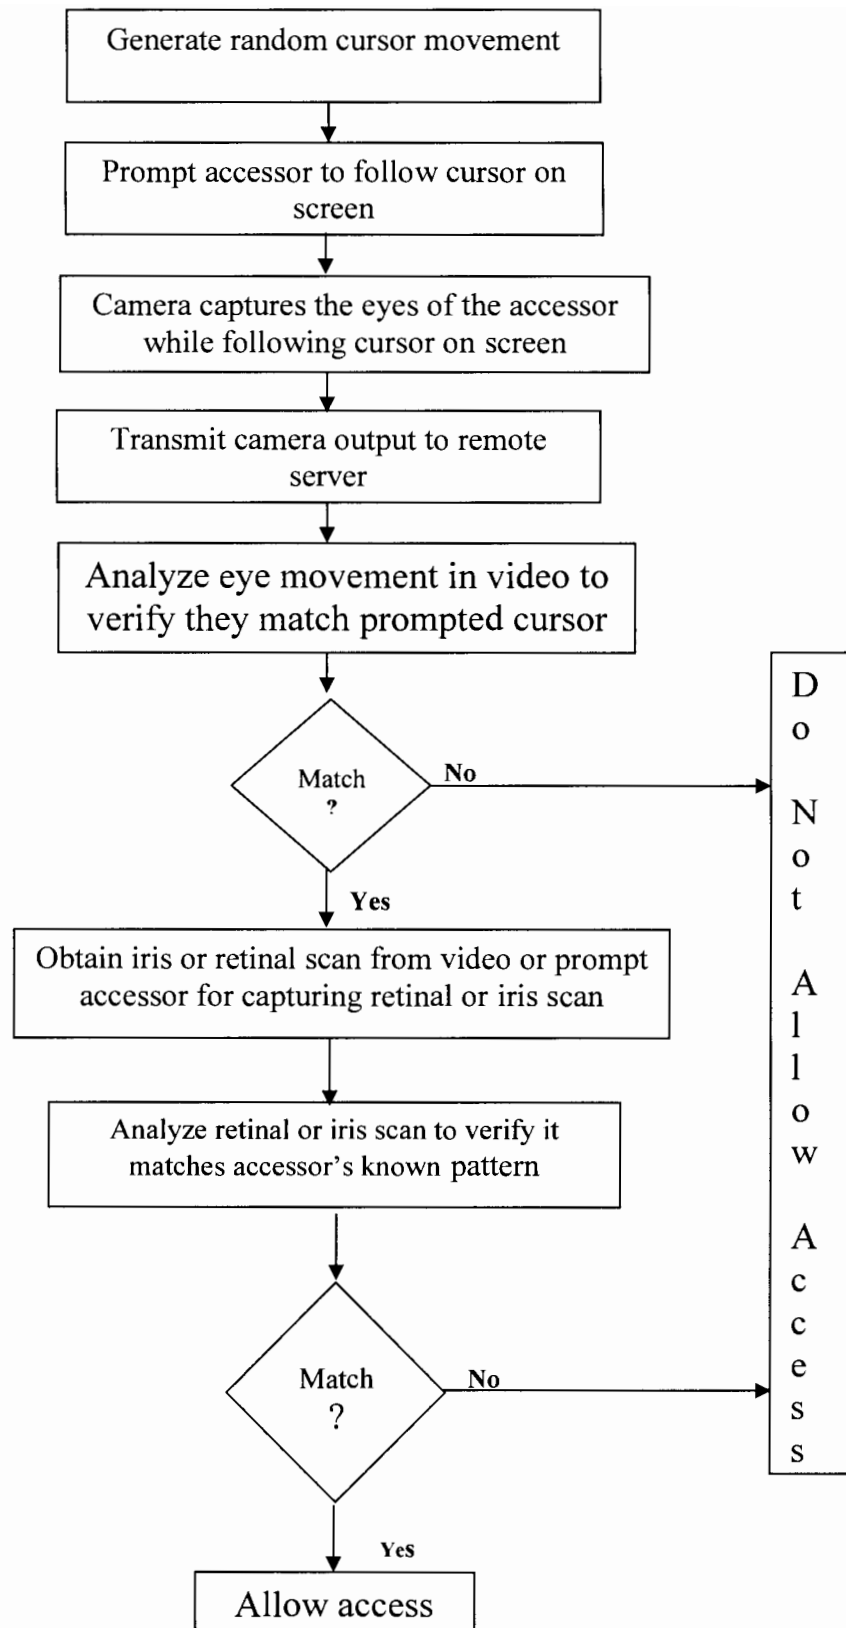 Generate random cursor movement
Prompt accessor to follow cursor on
screen
Camera captures the eyes of the accessor
while following cursor on screen
Transmit camera output to remote
server
Analyze eye movement in video to
verify they match prompted cursor
Match
?
No
Yes
Obtain iris or retinal scan from video or prompt
accessor for capturing retinal or iris scan
Analyze retinal or iris scan to verify it
matches accessor's known pattern
Match
?
No
Yes
Allow access
Do Not Allow Access